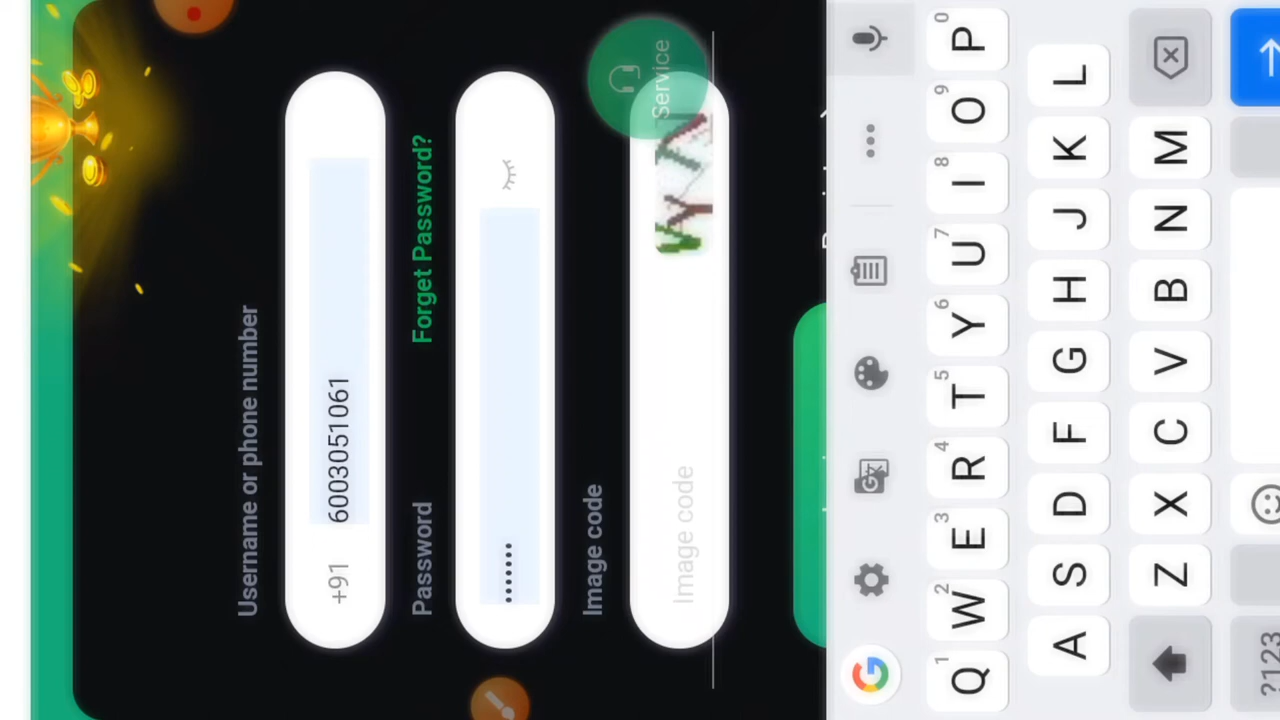 Username or phone number
+91 6003051061
Password
Forget Password?
•••••••
Image code
Image code
Service
1 2 3 4 5 6 7 8 9 0
Q W E R T Y U I O P
A S D F G H J K L
Z X C V B N M
?123